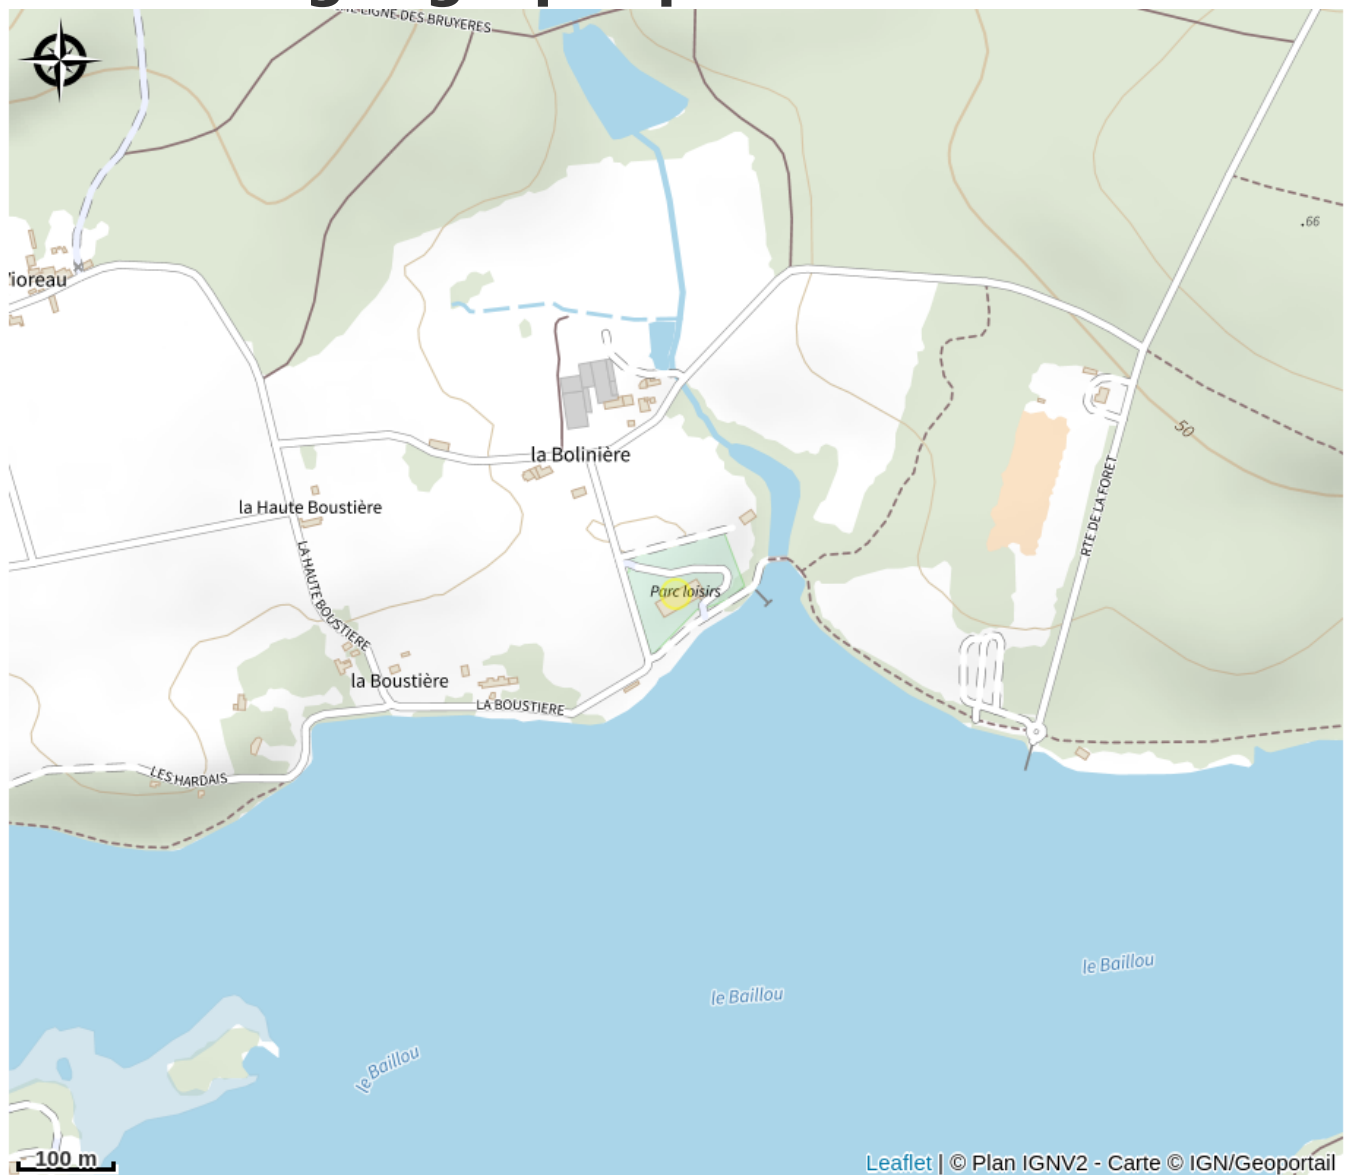 LIGNE DES BRUYERES
.66
ioreau
50
la Bolinière
la Haute Boustière
RTE DE LA FORET
LA HAUTE BOUSTIERE
Parc loisirs
la Boustière
LA BOUSTIERE
LES HARDAIS
le Baillou
le Baillou
le Baillou
100 m
Leaflet | © Plan IGNV2 - Carte © IGN/Geoportail